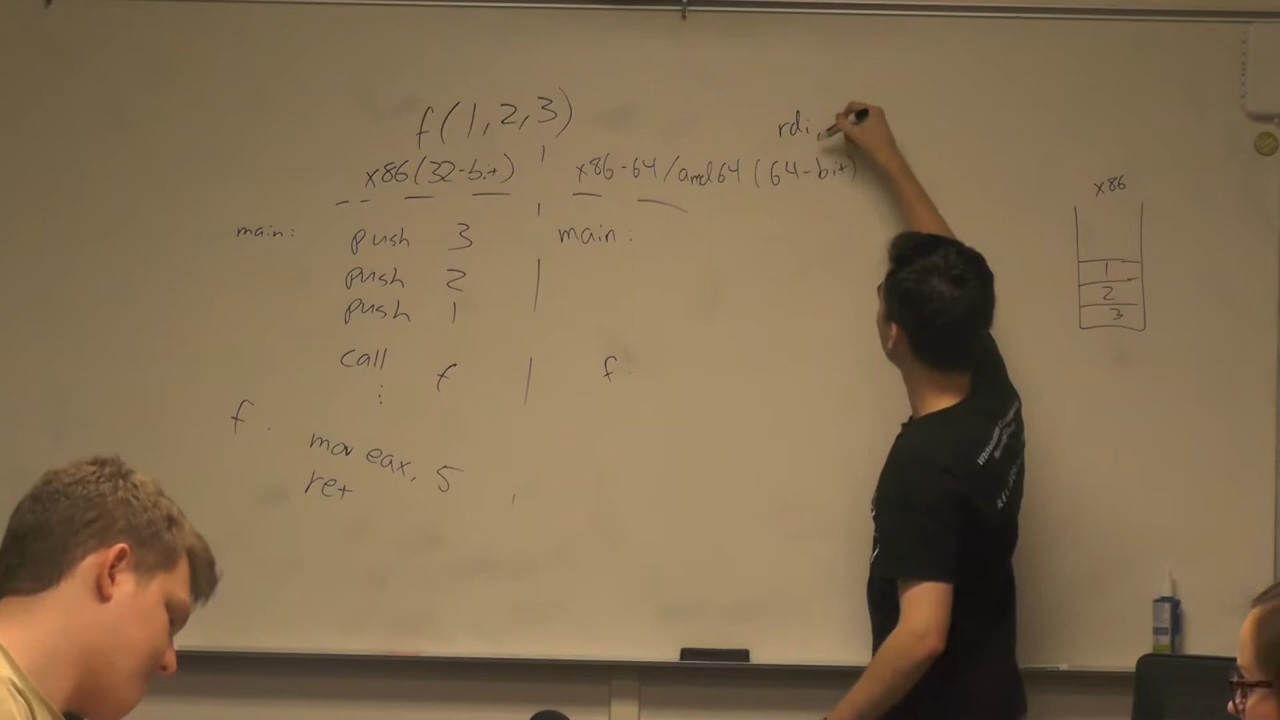 f(1,2,3)
rdi,
x86(32-bit)
x86-64/amd64 (64-bit)
main:
push 3
push 2
push 1
call f
⋮
f:
mov eax, 5
ret
main:
f:
x86
1
2
3